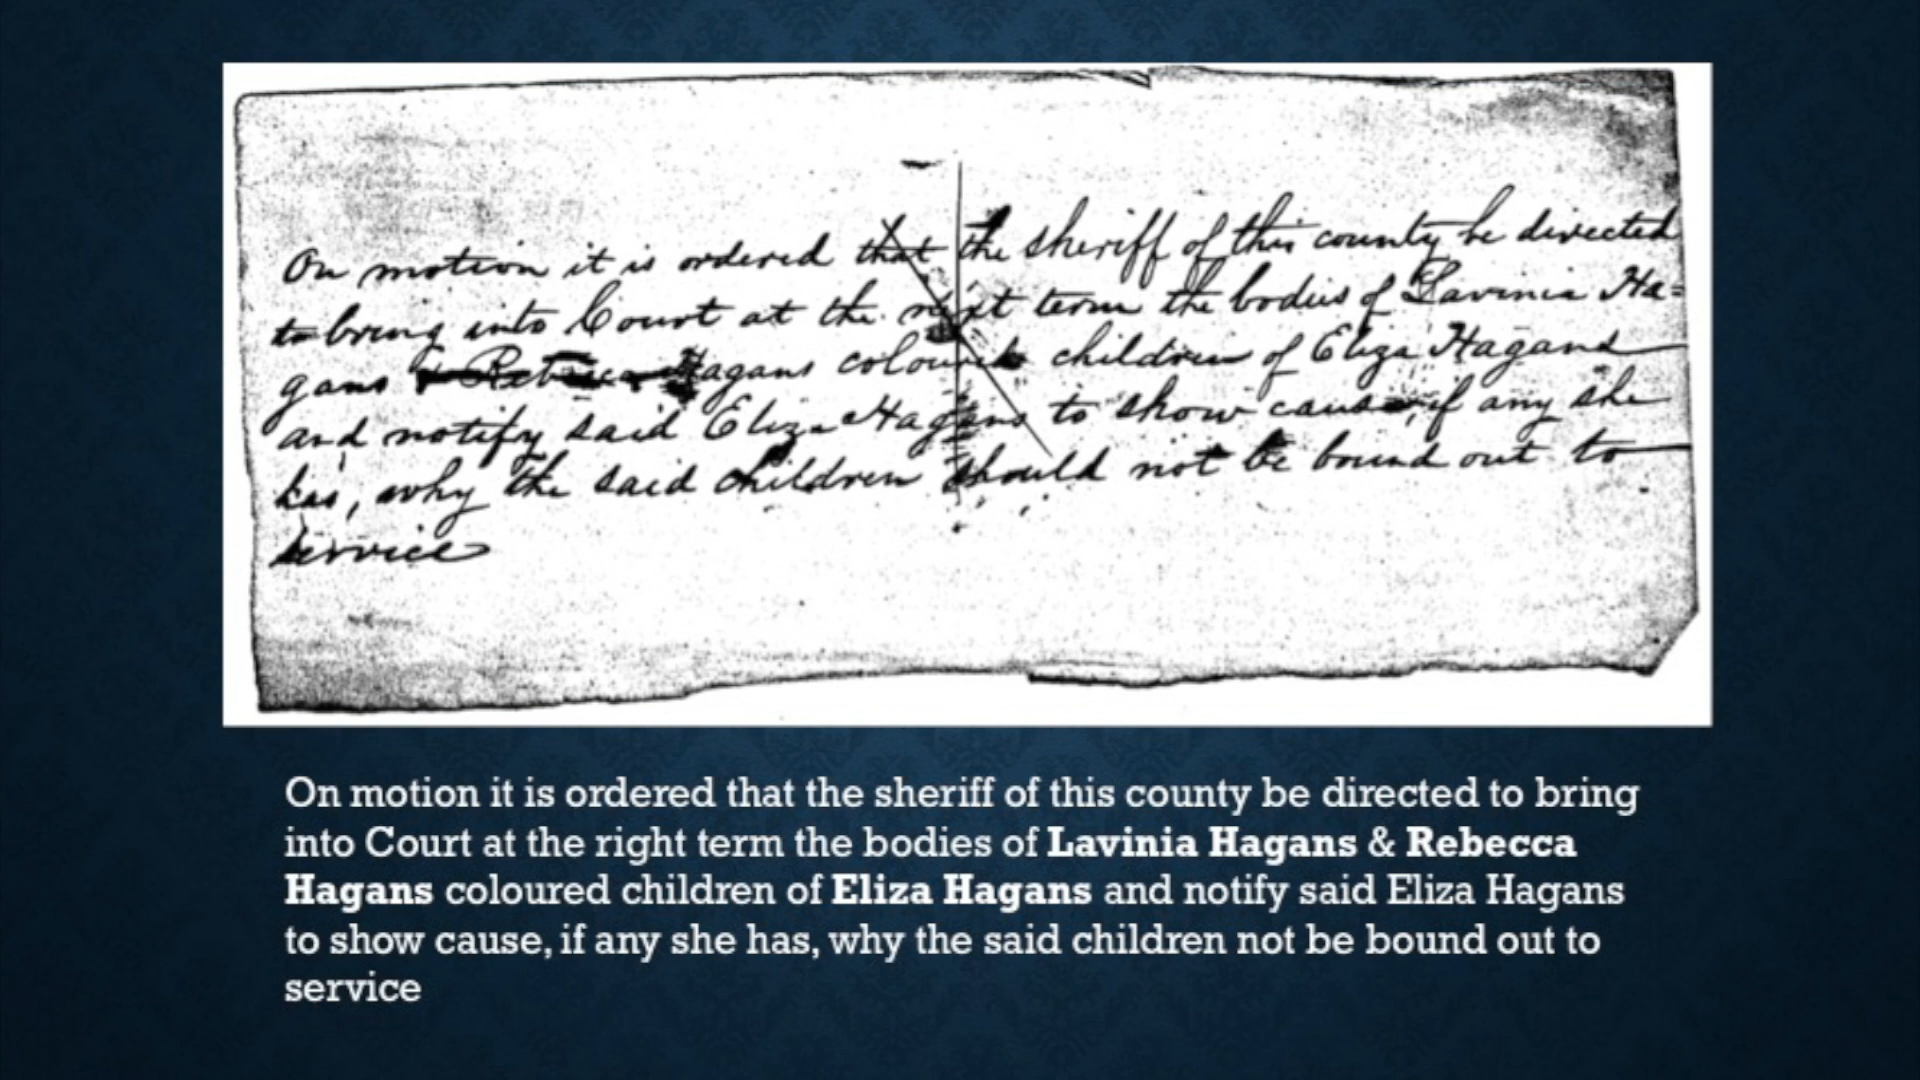 On motion it is ordered that the sheriff of this county be directed
to bring into Court at the next term the bodies of Lavinia Ha=
gans & Rebecca Hagans coloured children of Eliza Hagans
and notify said Eliza Hagans to show cause, if any she
has, why the said children should not be bound out to
service
On motion it is ordered that the sheriff of this county be directed to bring
into Court at the right term the bodies of Lavinia Hagans & Rebecca
Hagans coloured children of Eliza Hagans and notify said Eliza Hagans
to show cause, if any she has, why the said children not be bound out to
service